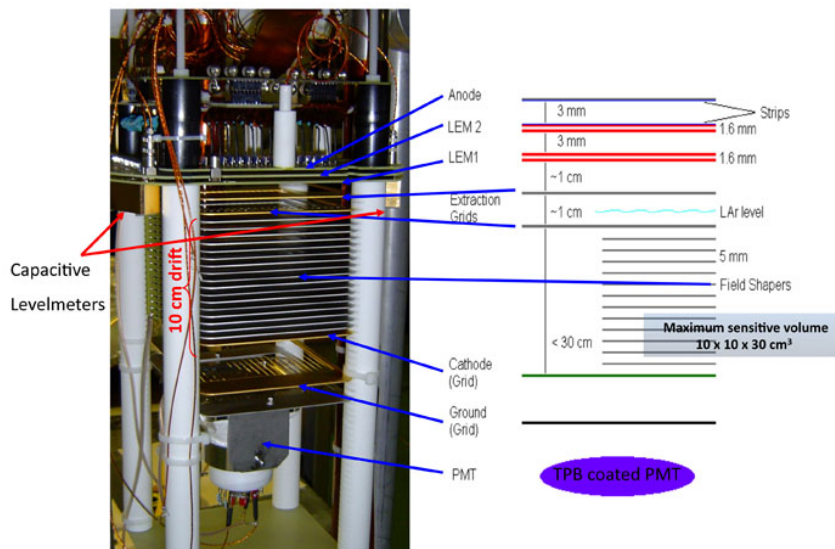 Anode
LEM 2
LEM1
Extraction
Grids
Capacitive
Levelmeters
10 cm drift
Cathode
(Grid)
Ground
(Grid)
PMT
3 mm
Strips
1.6 mm
3 mm
1.6 mm
~1 cm
~1 cm
LAr level
5 mm
Field Shapers
Maximum sensitive volume
10 x 10 x 30 cm³
< 30 cm
TPB coated PMT